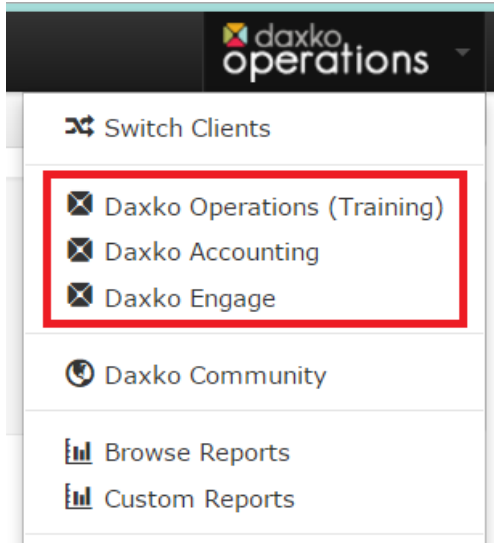 daxko
operations
Switch Clients
Daxko Operations (Training)
Daxko Accounting
Daxko Engage
Daxko Community
Browse Reports
Custom Reports